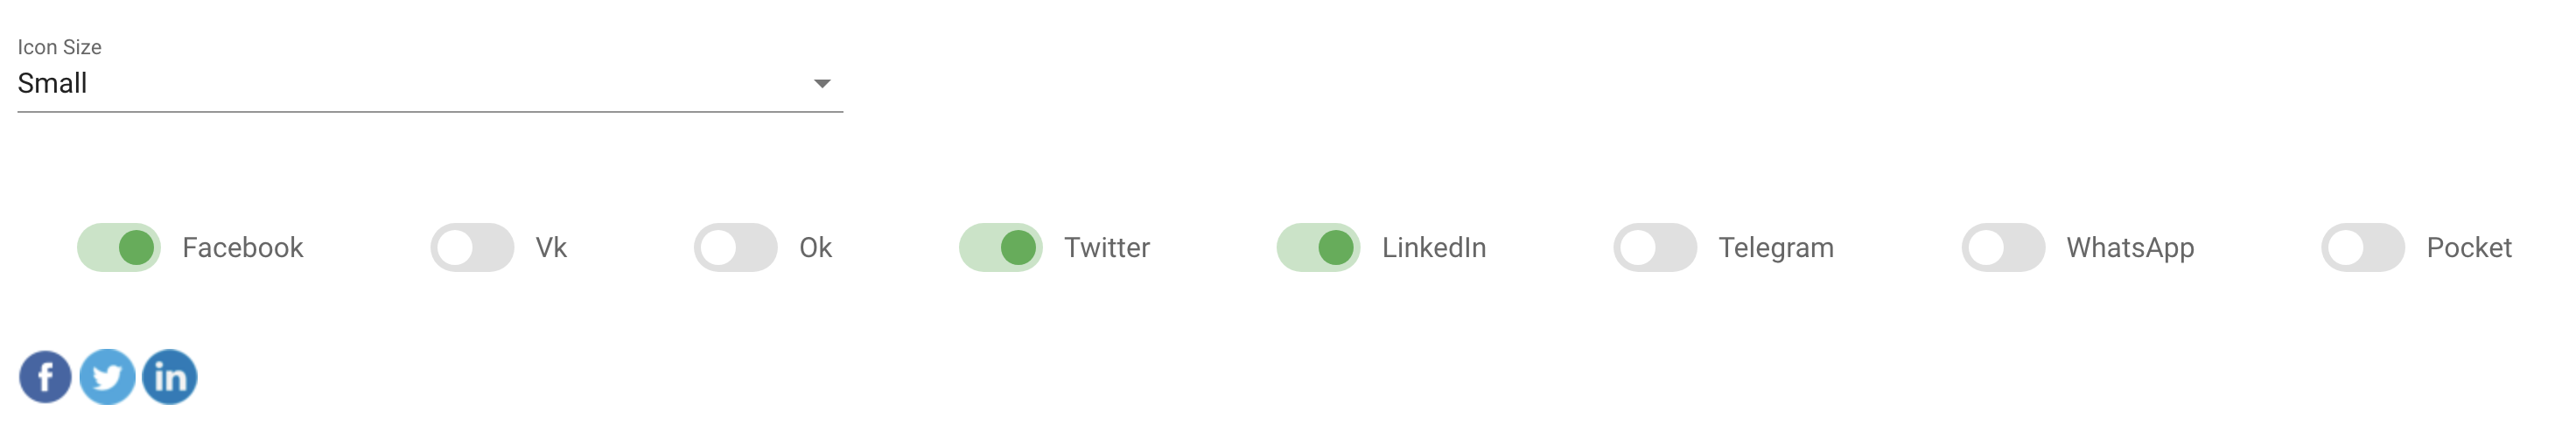 Icon Size
Small
Facebook Vk Ok Twitter LinkedIn Telegram WhatsApp Pocket
f in